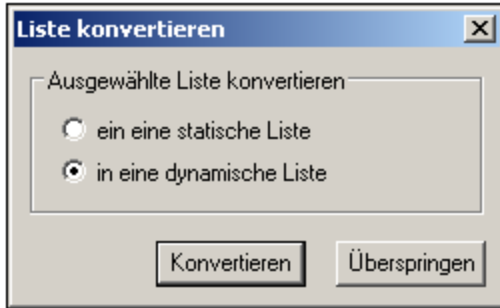 Liste konvertieren
Ausgewählte Liste konvertieren
ein eine statische Liste
in eine dynamische Liste
Konvertieren Überspringen